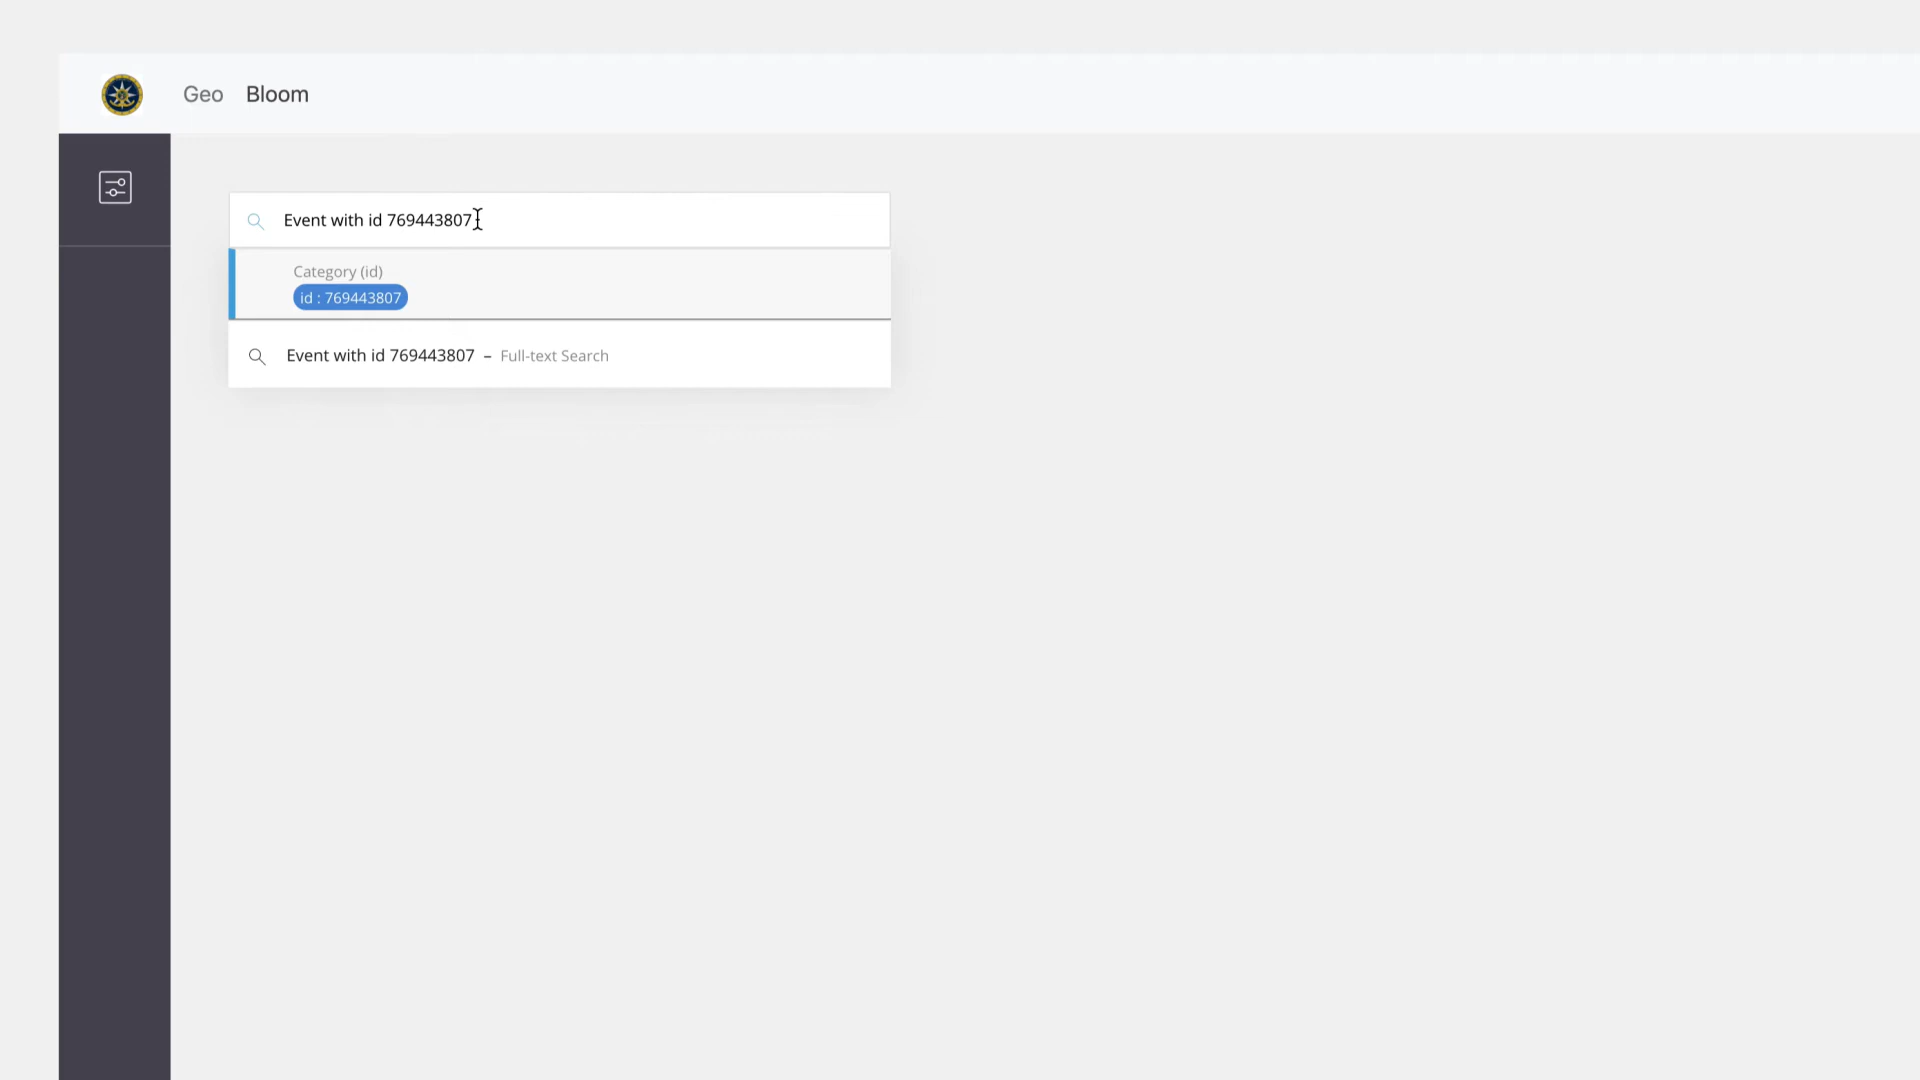 Geo Bloom
Event with id 769443807
Category (id)
id : 769443807
Event with id 769443807 – Full-text Search